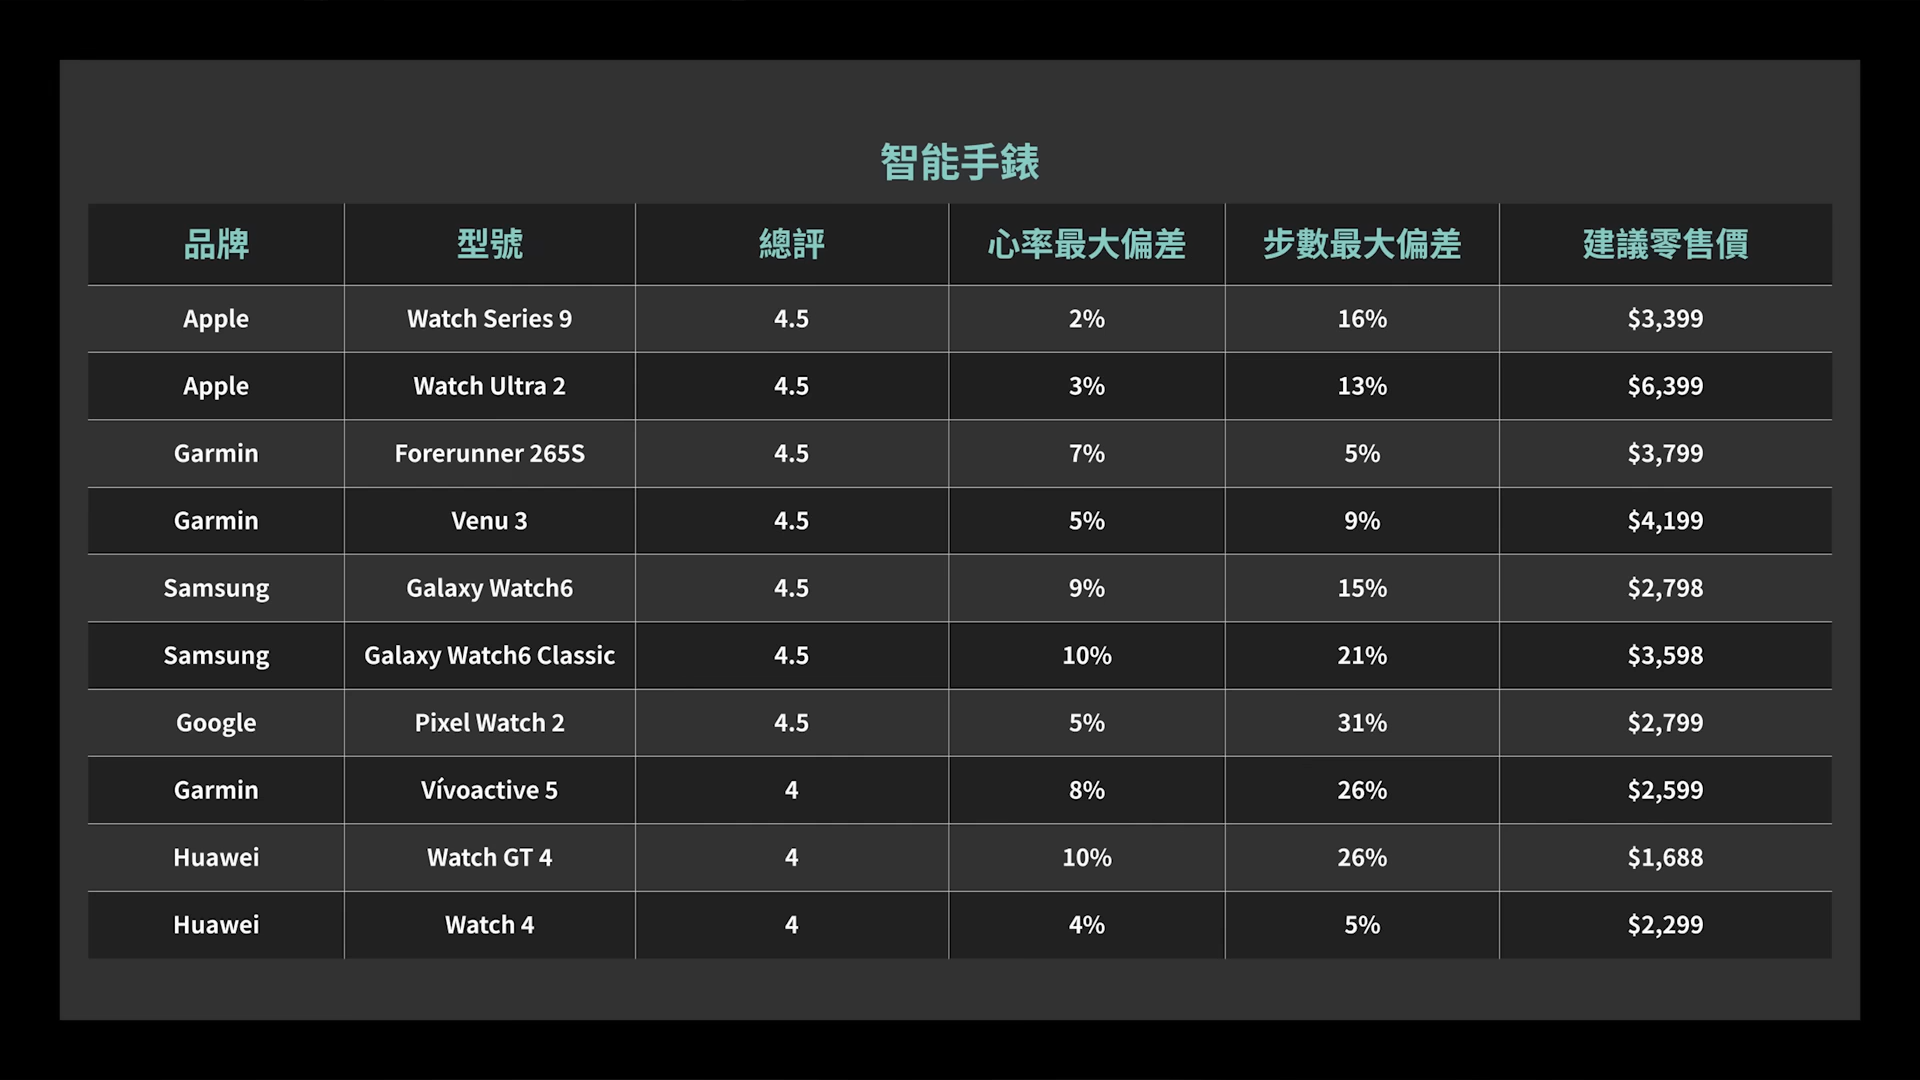 智能手錶
品牌 型號 總評 心率最大偏差 步數最大偏差 建議零售價
Apple Watch Series 9 4.5 2% 16% $3,399
Apple Watch Ultra 2 4.5 3% 13% $6,399
Garmin Forerunner 265S 4.5 7% 5% $3,799
Garmin Venu 3 4.5 5% 9% $4,199
Samsung Galaxy Watch6 4.5 9% 15% $2,798
Samsung Galaxy Watch6 Classic 4.5 10% 21% $3,598
Google Pixel Watch 2 4.5 5% 31% $2,799
Garmin Vívoactive 5 4 8% 26% $2,599
Huawei Watch GT 4 4 10% 26% $1,688
Huawei Watch 4 4 4% 5% $2,299